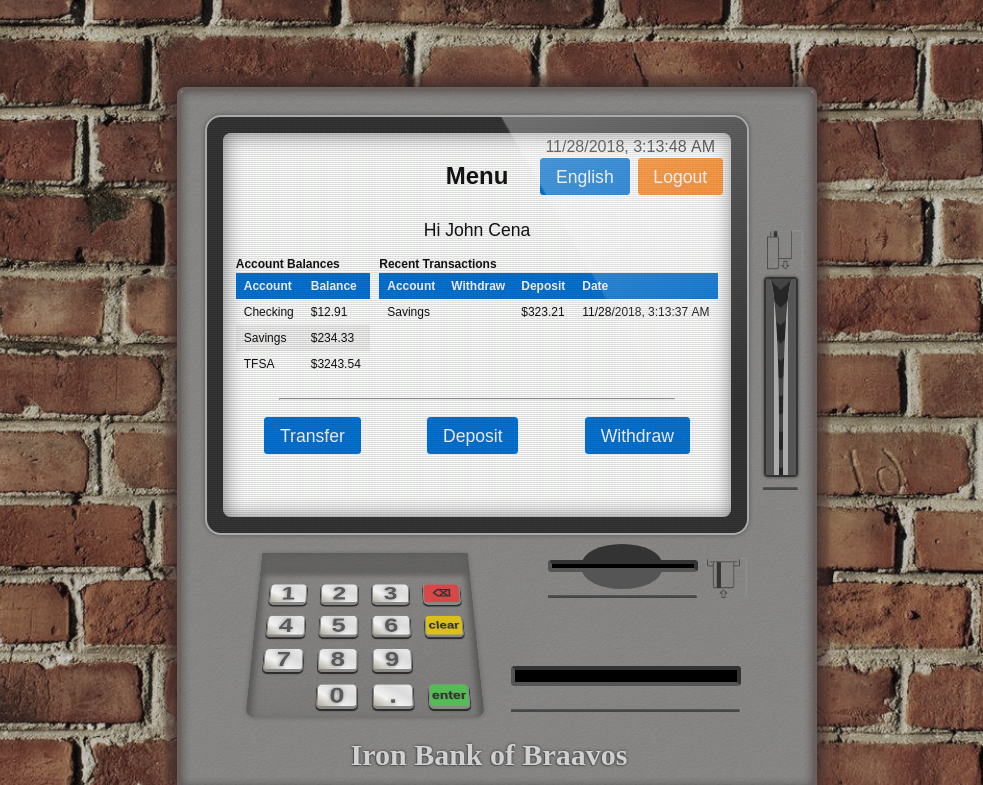 11/28/2018, 3:13:48 AM
Menu English Logout
Hi John Cena
Account Balances Recent Transactions
Account Balance Account Withdraw Deposit Date
Checking $12.91 Savings $323.21 11/28/2018, 3:13:37 AM
Savings $234.33
TFSA $3243.54
Transfer Deposit Withdraw
1 2 3 ⌫
4 5 6 clear
7 8 9
0 . enter
Iron Bank of Braavos